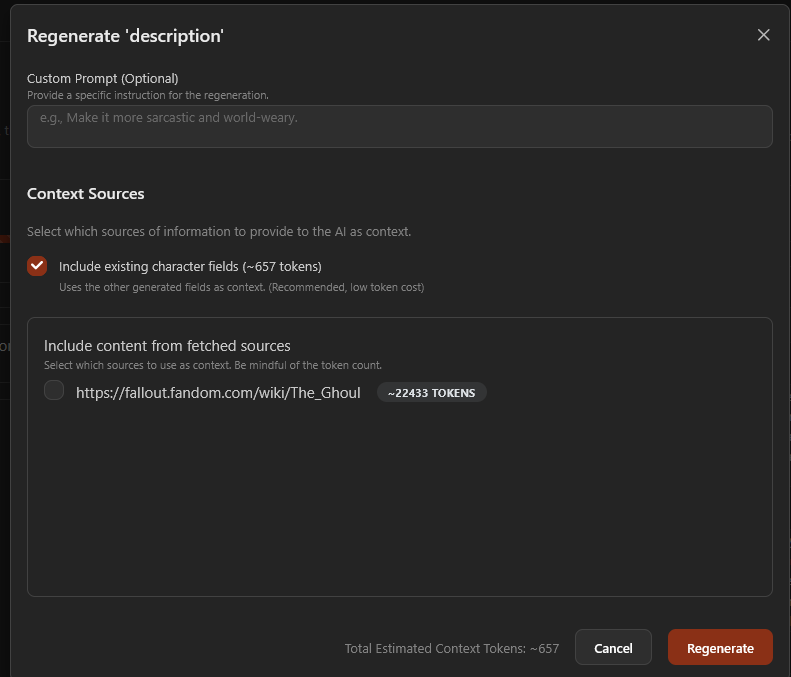 Regenerate 'description'
Custom Prompt (Optional)
Provide a specific instruction for the regeneration.
e.g., Make it more sarcastic and world-weary.
Context Sources
Select which sources of information to provide to the AI as context.
Include existing character fields (~657 tokens)
Uses the other generated fields as context. (Recommended, low token cost)
Include content from fetched sources
Select which sources to use as context. Be mindful of the token count.
https://fallout.fandom.com/wiki/The_Ghoul ~22433 TOKENS
Total Estimated Context Tokens: ~657 Cancel Regenerate